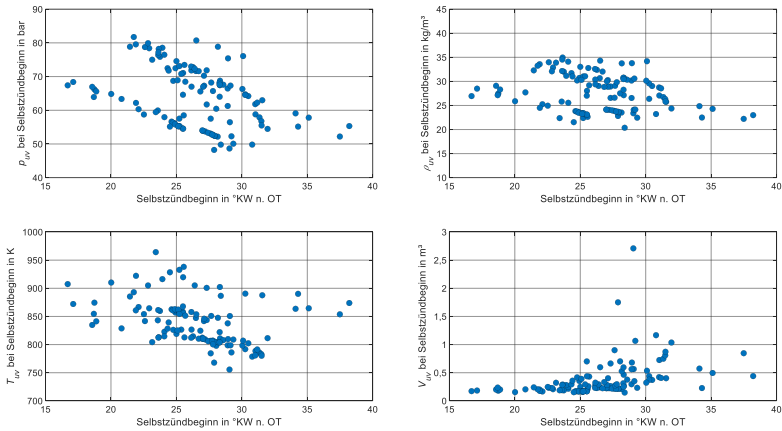 90
80
70
60
50
40
p_uv bei Selbstzündbeginn in bar
15 20 25 30 35 40
Selbstzündbeginn in °KW n. OT
45
40
35
30
25
20
15
10
ρ_uv bei Selbstzündbeginn in kg/m³
15 20 25 30 35 40
Selbstzündbeginn in °KW n. OT
1000
950
900
850
800
750
700
T_uv bei Selbstzündbeginn in K
15 20 25 30 35 40
Selbstzündbeginn in °KW n. OT
3
2,5
2
1,5
1
0,5
0
V_uv bei Selbstzündbeginn in m³
15 20 25 30 35 40
Selbstzündbeginn in °KW n. OT